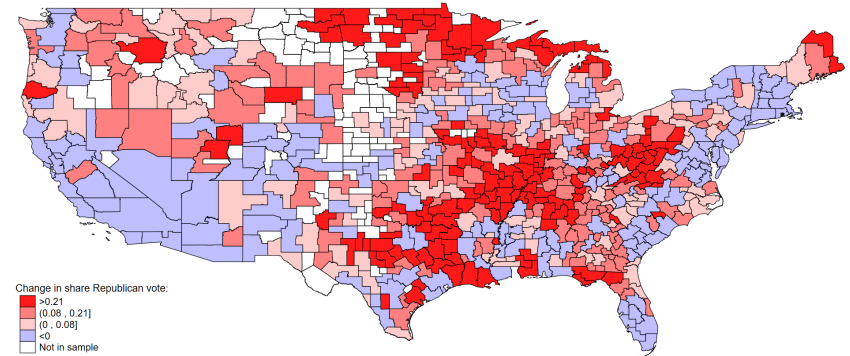 Change in share Republican vote:
>0.21
(0.08 , 0.21]
(0 , 0.08]
<0
Not in sample